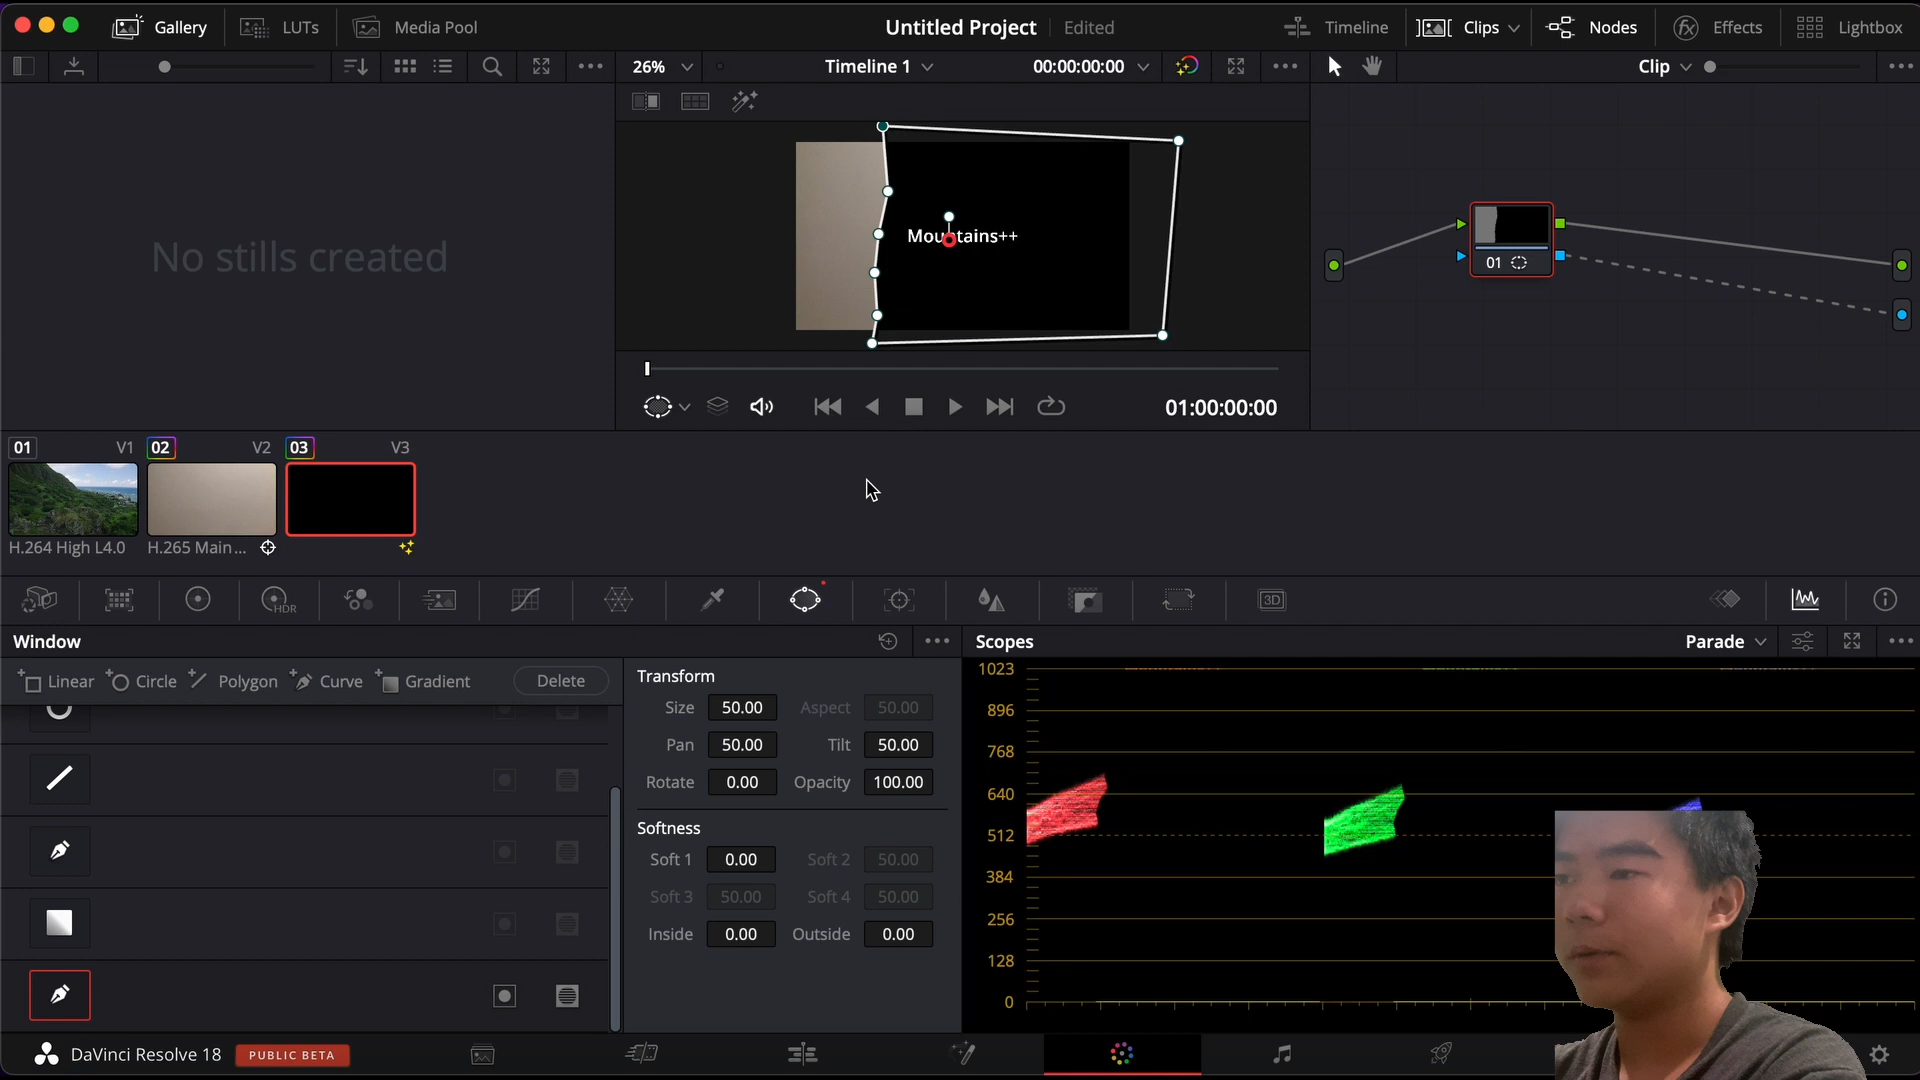 Gallery LUTs Media Pool Untitled Project Edited Timeline Clips Nodes Effects Lightbox
26% Timeline 1 00:00:00:00 Clip
No stills created
Mountains++
01
01:00:00:00
01 V1 02 V2 03 V3
H.264 High L4.0 H.265 Main...
HDR
3D
Window
Scopes Parade
Linear Circle Polygon Curve Gradient Delete
Transform
Size 50.00 Aspect 50.00
Pan 50.00 Tilt 50.00
Rotate 0.00 Opacity 100.00
Softness
Soft 1 0.00 Soft 2 50.00
Soft 3 50.00 Soft 4 50.00
Inside 0.00 Outside 0.00
1023
896
768
640
512
384
256
128
0
DaVinci Resolve 18 PUBLIC BETA